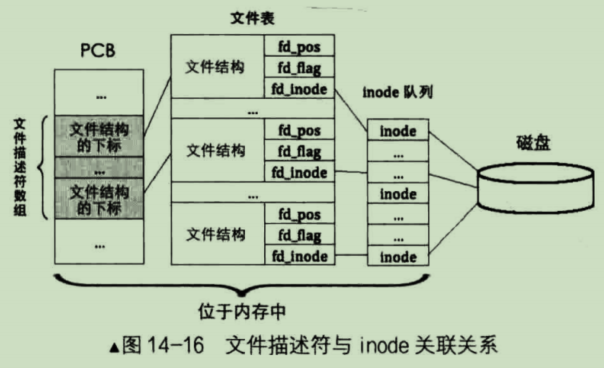 文件表
PCB
...
文件结构
的下标
...
文件结构
的下标
...
文件描述符数组
文件结构
fd_pos
fd_flag
fd_inode
...
文件结构
fd_pos
fd_flag
fd_inode
...
文件结构
fd_pos
fd_flag
fd_inode
inode 队列
inode
...
...
inode
...
...
inode
磁盘
位于内存中
▲图 14-16 文件描述符与 inode 关联关系